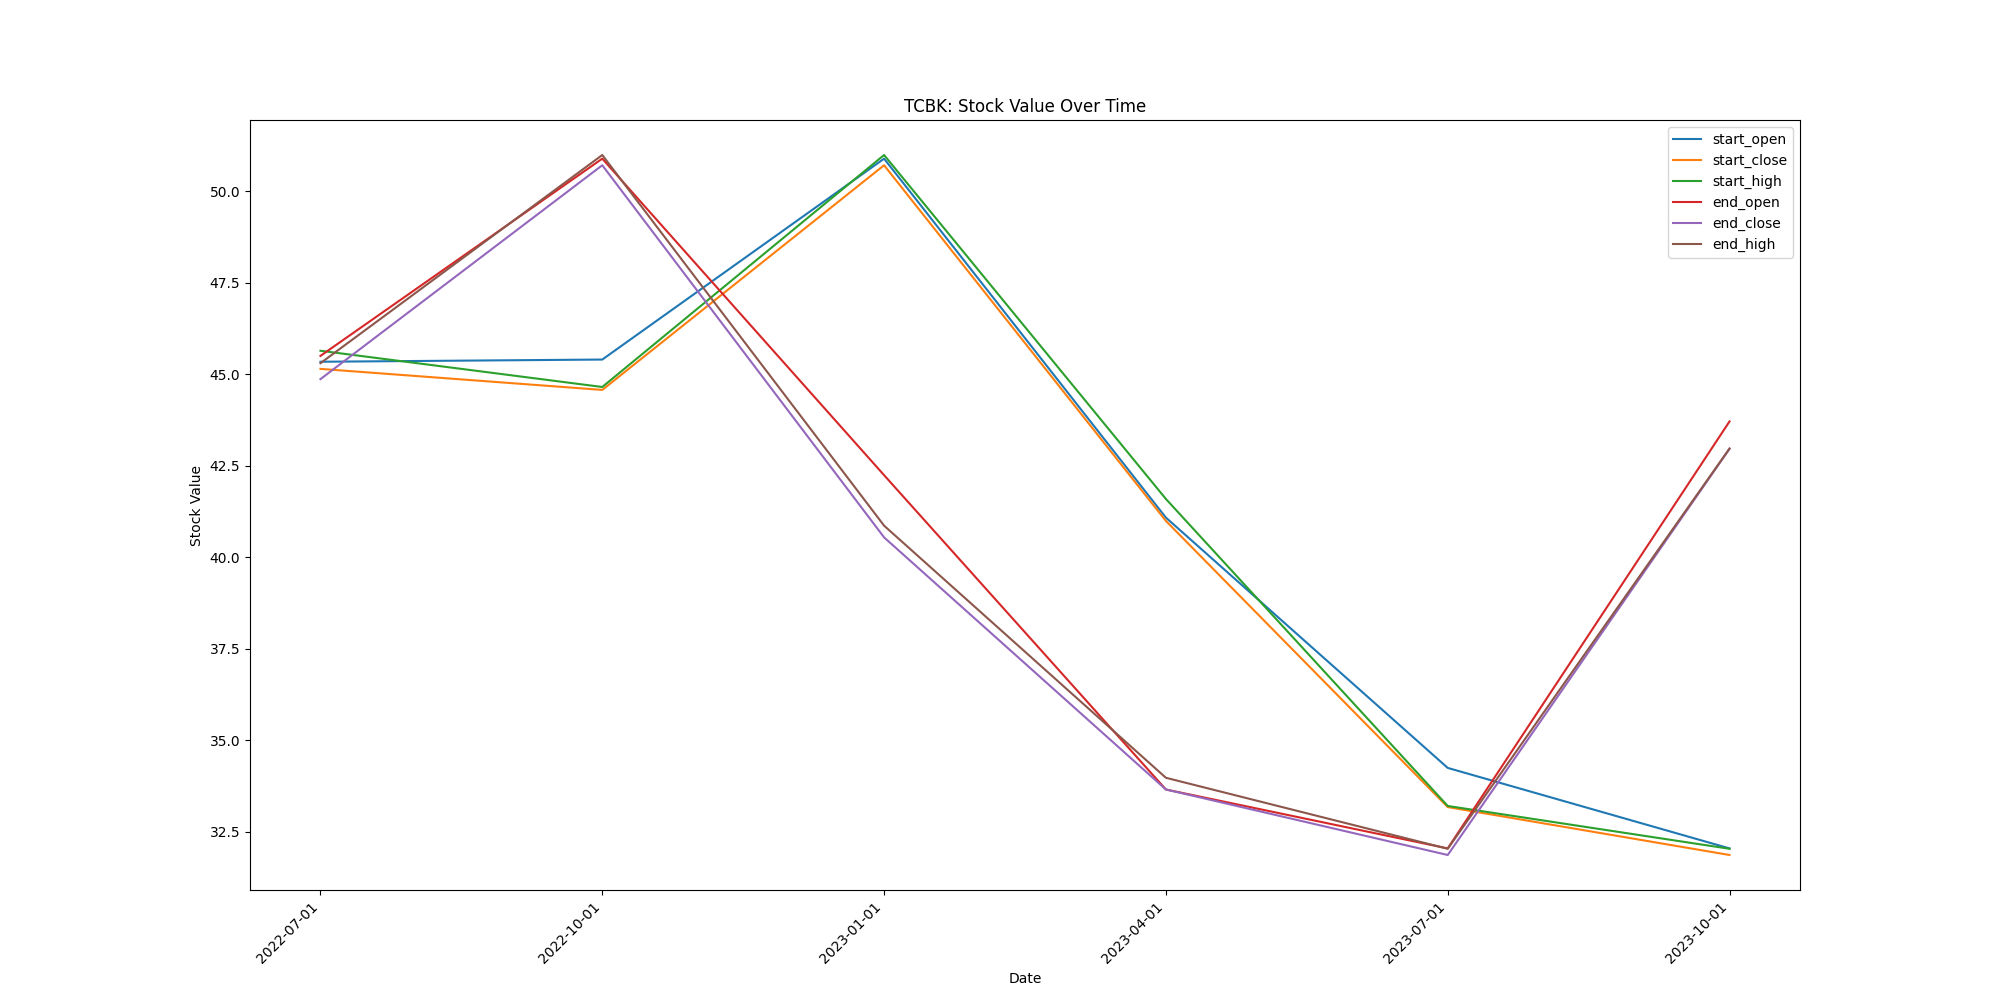 TCBK: Stock Value Over Time
start_open
start_close
start_high
end_open
end_close
end_high
Stock Value
50.0
47.5
45.0
42.5
40.0
37.5
35.0
32.5
2022-07-01
2022-10-01
2023-01-01
2023-04-01
2023-07-01
2023-10-01
Date